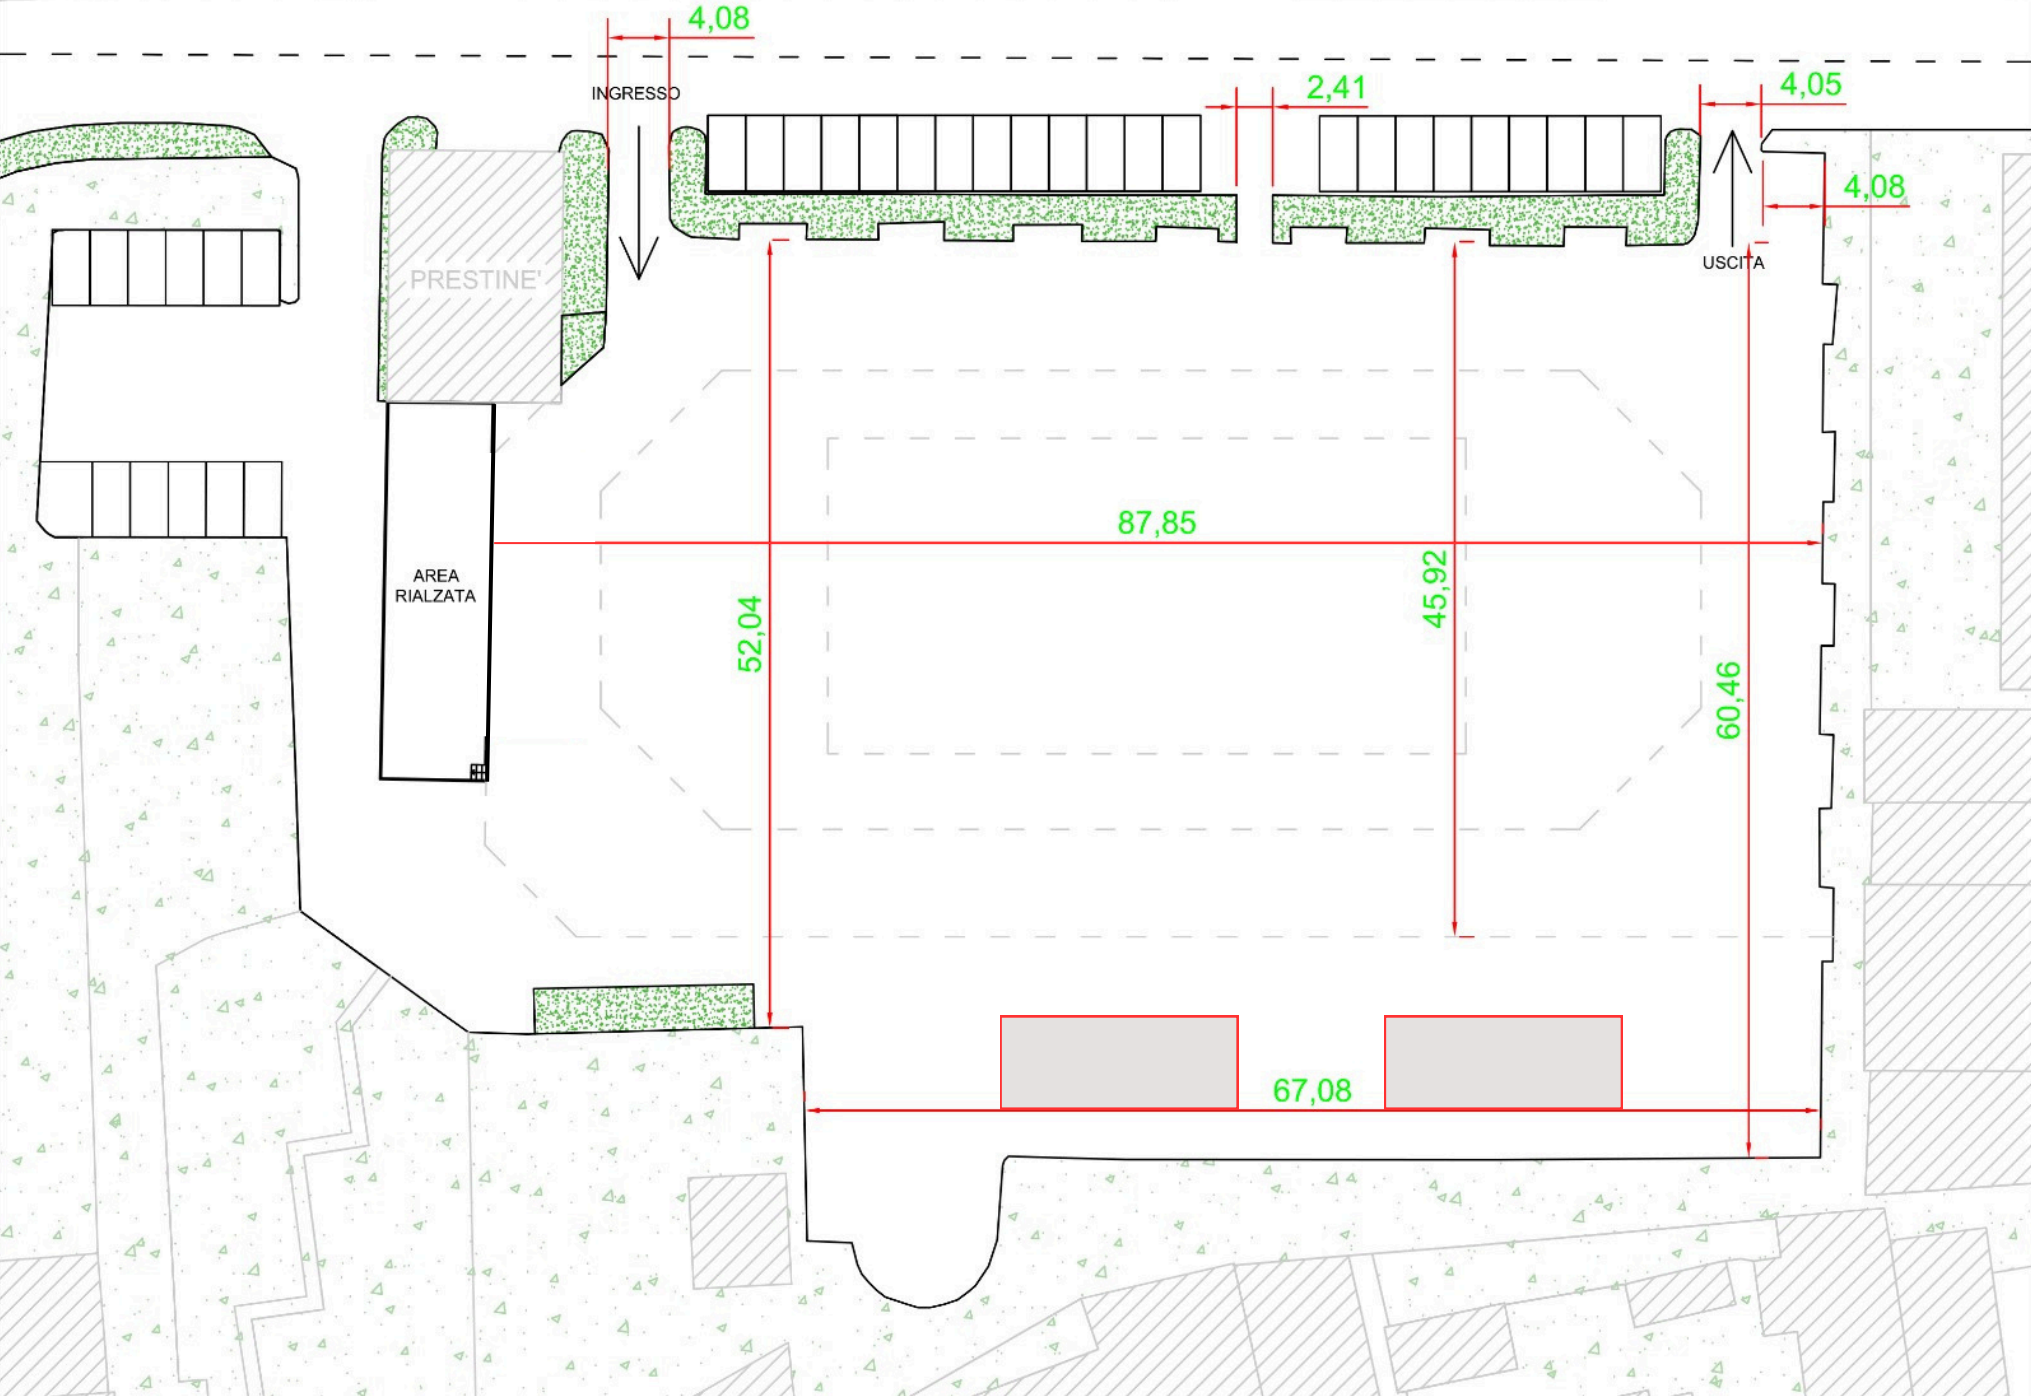 4,08
INGRESSO
2,41
4,05
4,08
USCITA
PRESTINE'
87,85
45,92
AREA
RIALZATA
52,04
60,46
67,08